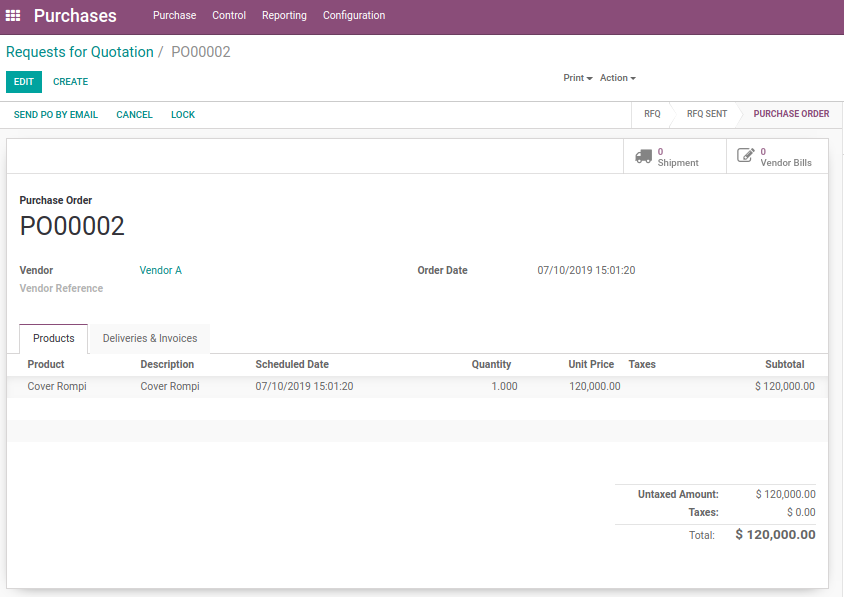 Purchases Purchase Control Reporting Configuration
Requests for Quotation / PO00002
EDIT CREATE Print Action
SEND PO BY EMAIL CANCEL LOCK RFQ RFQ SENT PURCHASE ORDER
0 Shipment
0 Vendor Bills
Purchase Order
PO00002
Vendor Vendor A Order Date 07/10/2019 15:01:20
Vendor Reference
Products Deliveries & Invoices
Product Description Scheduled Date Quantity Unit Price Taxes Subtotal
Cover Rompi Cover Rompi 07/10/2019 15:01:20 1.000 120,000.00 $ 120,000.00
Untaxed Amount: $ 120,000.00
Taxes: $ 0.00
Total: $ 120,000.00